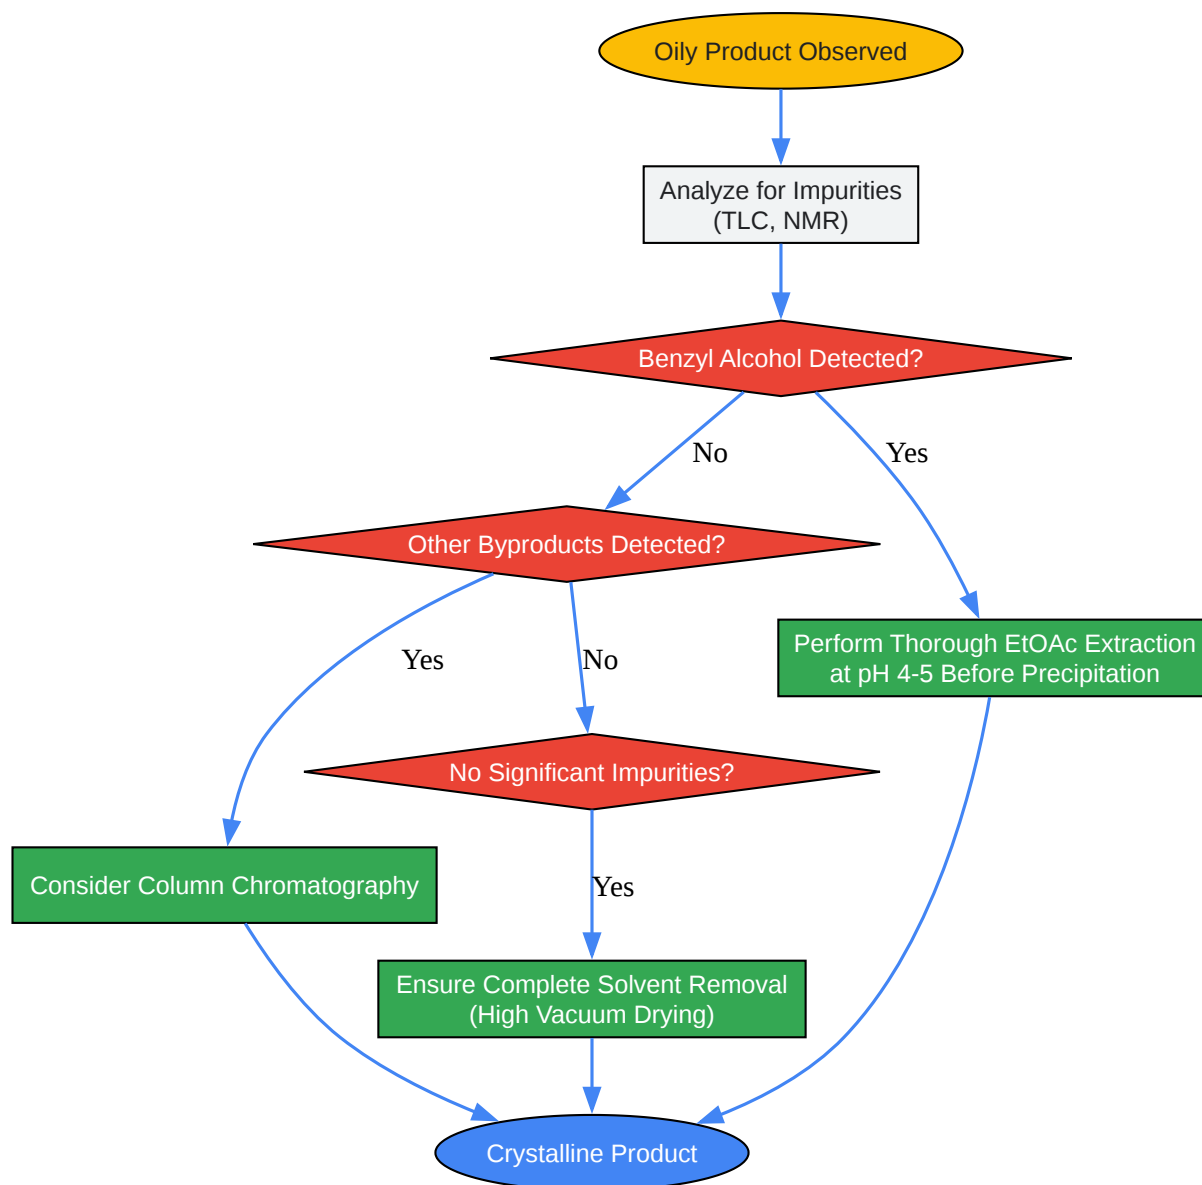 Oily Product Observed
Analyze for Impurities
(TLC, NMR)
Benzyl Alcohol Detected?
No
Yes
Other Byproducts Detected?
Yes
No
Perform Thorough EtOAc Extraction
at pH 4-5 Before Precipitation
No Significant Impurities?
Consider Column Chromatography
Yes
Ensure Complete Solvent Removal
(High Vacuum Drying)
Crystalline Product